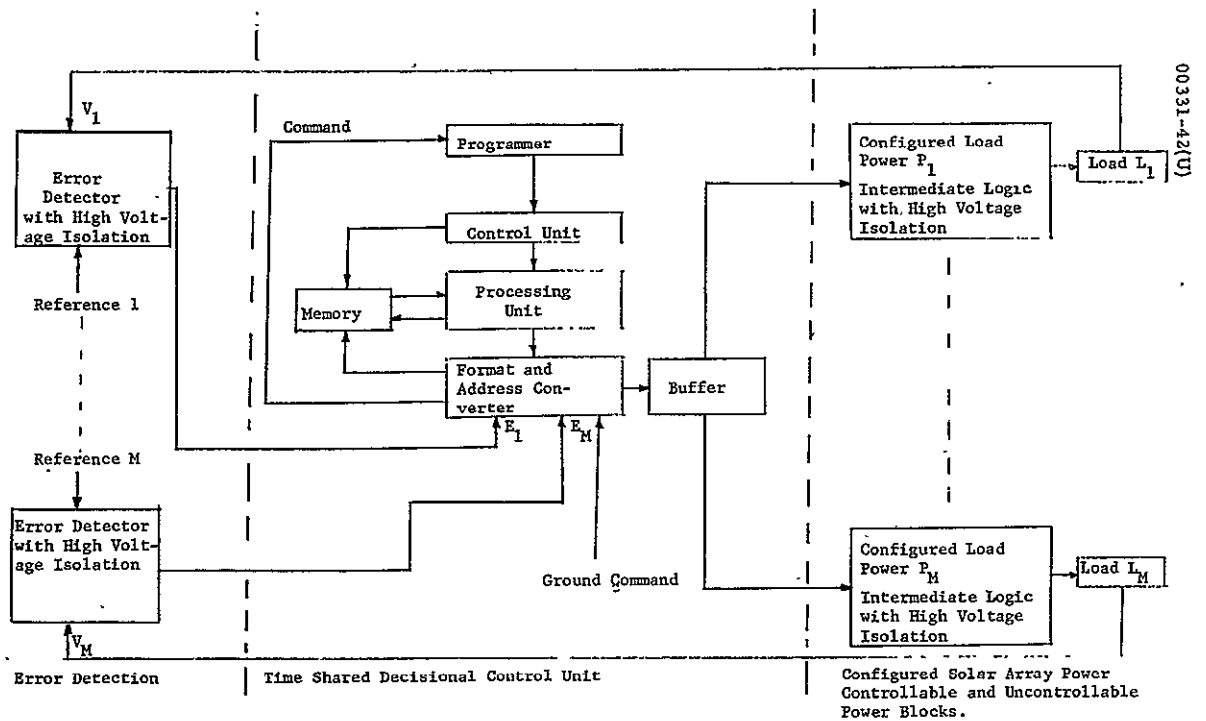 00331-42(U)
V1
Command
Programmer
Error
Detector
with High Volt-
age Isolation
Configured Load
Power P1
Intermediate Logic
with High Voltage
Isolation
Load L1
Control Unit
Reference 1
Memory
Processing
Unit
Format and
Address Con-
verter
Buffer
E1
EM
Reference M
Error Detector
with High Volt-
age Isolation
Ground Command
Configured Load
Power PM
Intermediate Logic
with High Voltage
Isolation
Load LM
VM
Error Detection
Time Shared Decisional Control Unit
Configured Solar Array Power
Controllable and Uncontrollable
Power Blocks.